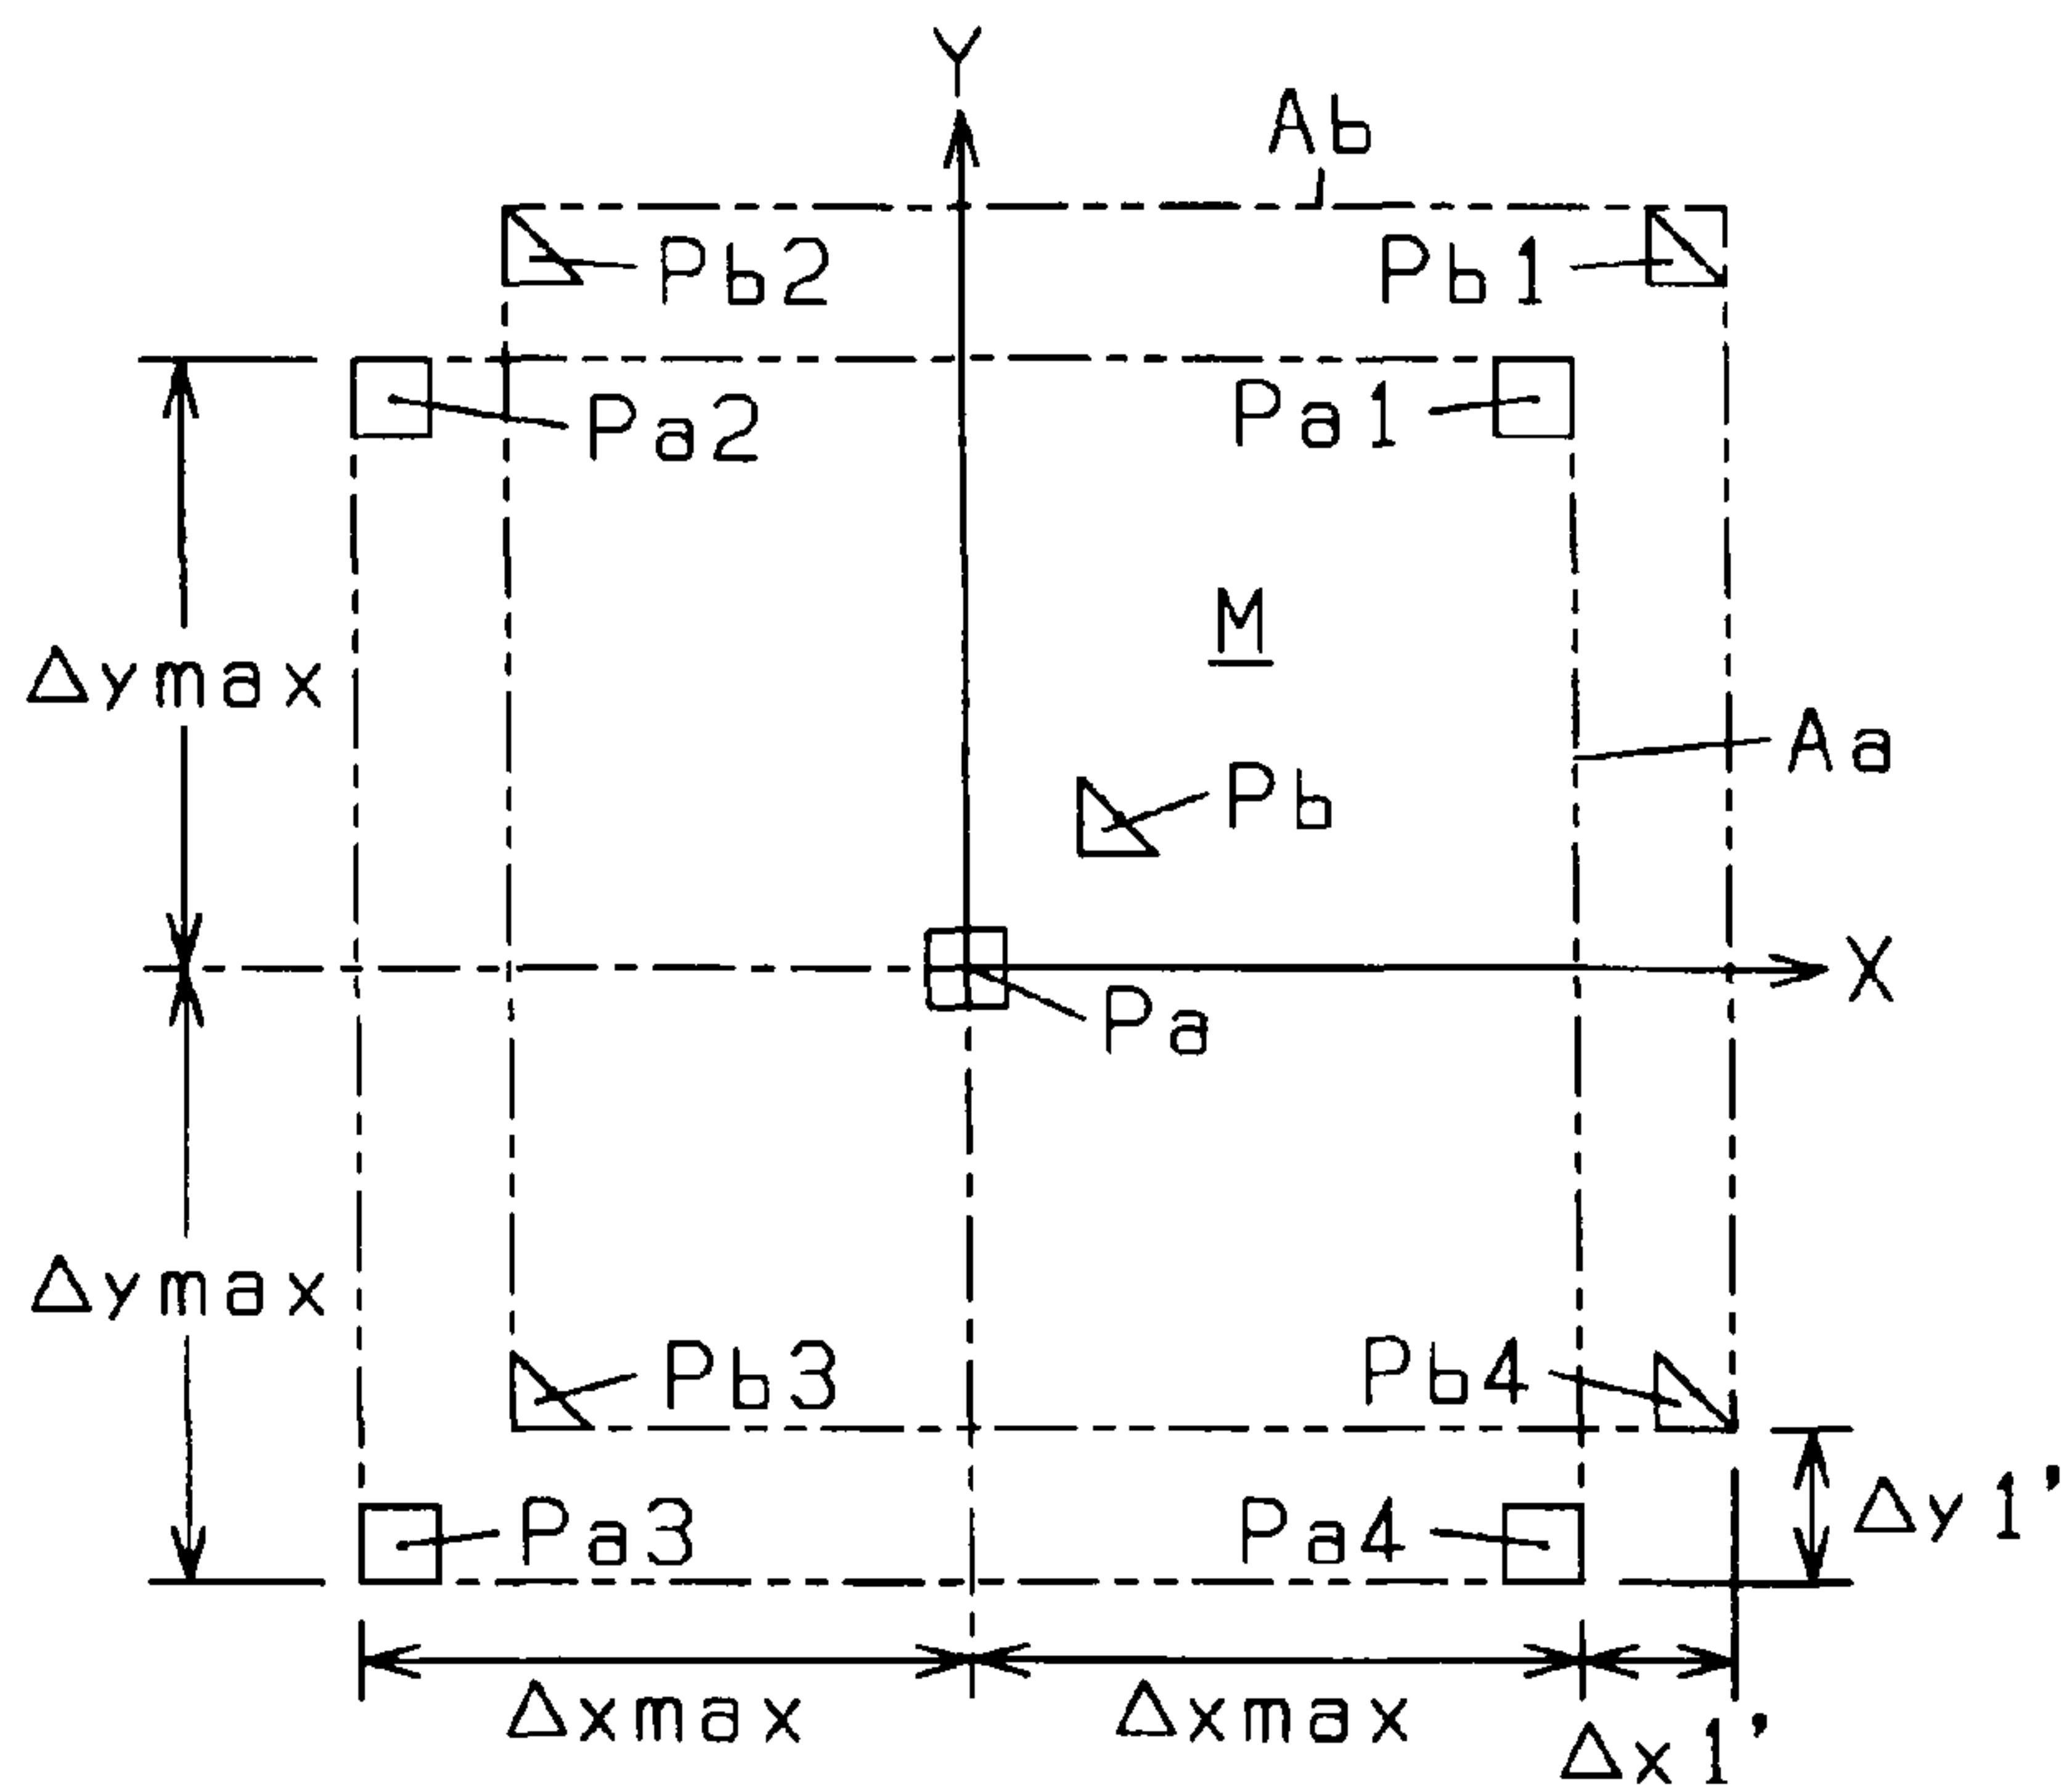 Y
Ab
Pb2
Pb1
Pa2
Pa1
M
Δymax
Aa
Pb
X
Pa
Δymax
Pb3
Pb4
Pa3
Pa4
Δy1'
Δxmax
Δxmax
Δx1'